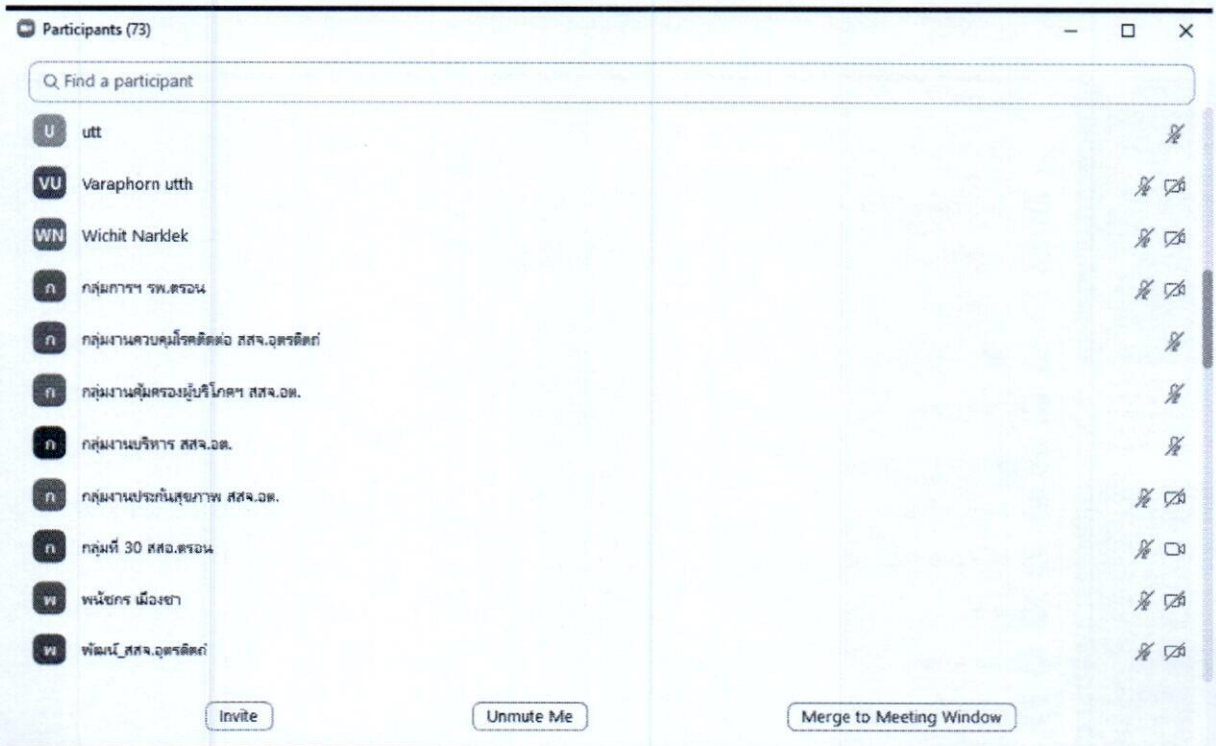 Participants (73)
Find a participant
U utt
VU Varaphorn utth
WN Wichit Narklek
ก กลุ่มการฯ รพ.ตรอน
ก กลุ่มงานควบคุมโรคติดต่อ สสจ.อุตรดิตถ์
ก กลุ่มงานคุ้มครองผู้บริโภคฯ สสจ.อต.
ก กลุ่มงานบริหาร สสจ.อต.
ก กลุ่มงานประกันสุขภาพ สสจ.อต.
ก กลุ่มที่ 30 สสอ.ตรอน
พ พนัชกร เมืองชา
พ พัฒน์_สสจ.อุตรดิตถ์
Invite Unmute Me Merge to Meeting Window